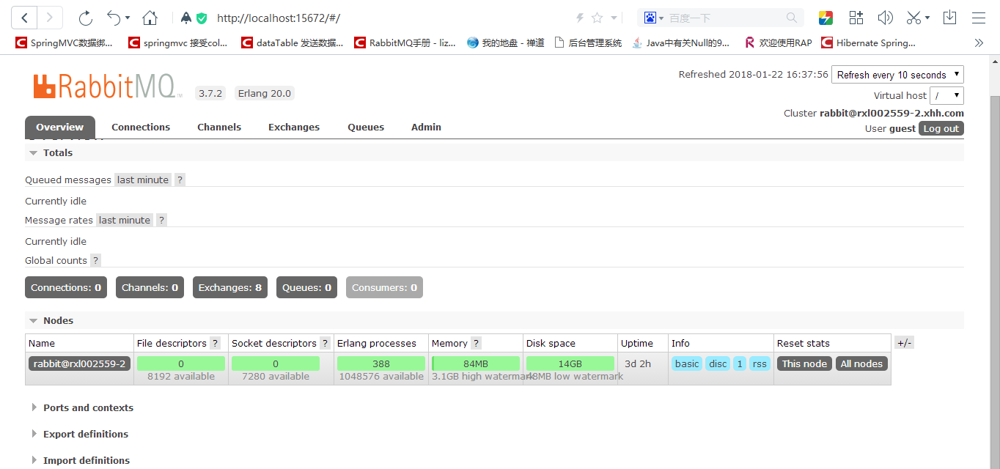 http://localhost:15672/#/
百度一下
SpringMVC数据绑... springmvc 接受col... dataTable 发送数据... RabbitMQ手册 - liz... 我的地盘 - 禅道 后台管理系统 Java中有关Null的9... 欢迎使用RAP Hibernate Spring...
RabbitMQ TM 3.7.2 Erlang 20.0
Refreshed 2018-01-22 16:37:56 Refresh every 10 seconds
Virtual host /
Cluster rabbit@rxl002559-2.xhh.com
User guest Log out
Overview Connections Channels Exchanges Queues Admin
Totals
Queued messages last minute ?
Currently idle
Message rates last minute ?
Currently idle
Global counts ?
Connections: 0 Channels: 0 Exchanges: 8 Queues: 0 Consumers: 0
Nodes
Name File descriptors ? Socket descriptors ? Erlang processes Memory ? Disk space Uptime Info Reset stats +/-
rabbit@rxl002559-2 0 0 388 84MB 14GB 3d 2h basic disc 1 rss This node All nodes
8192 available 7280 available 1048576 available 3.1GB high watermark 48MB low watermark
Ports and contexts
Export definitions
Import definitions